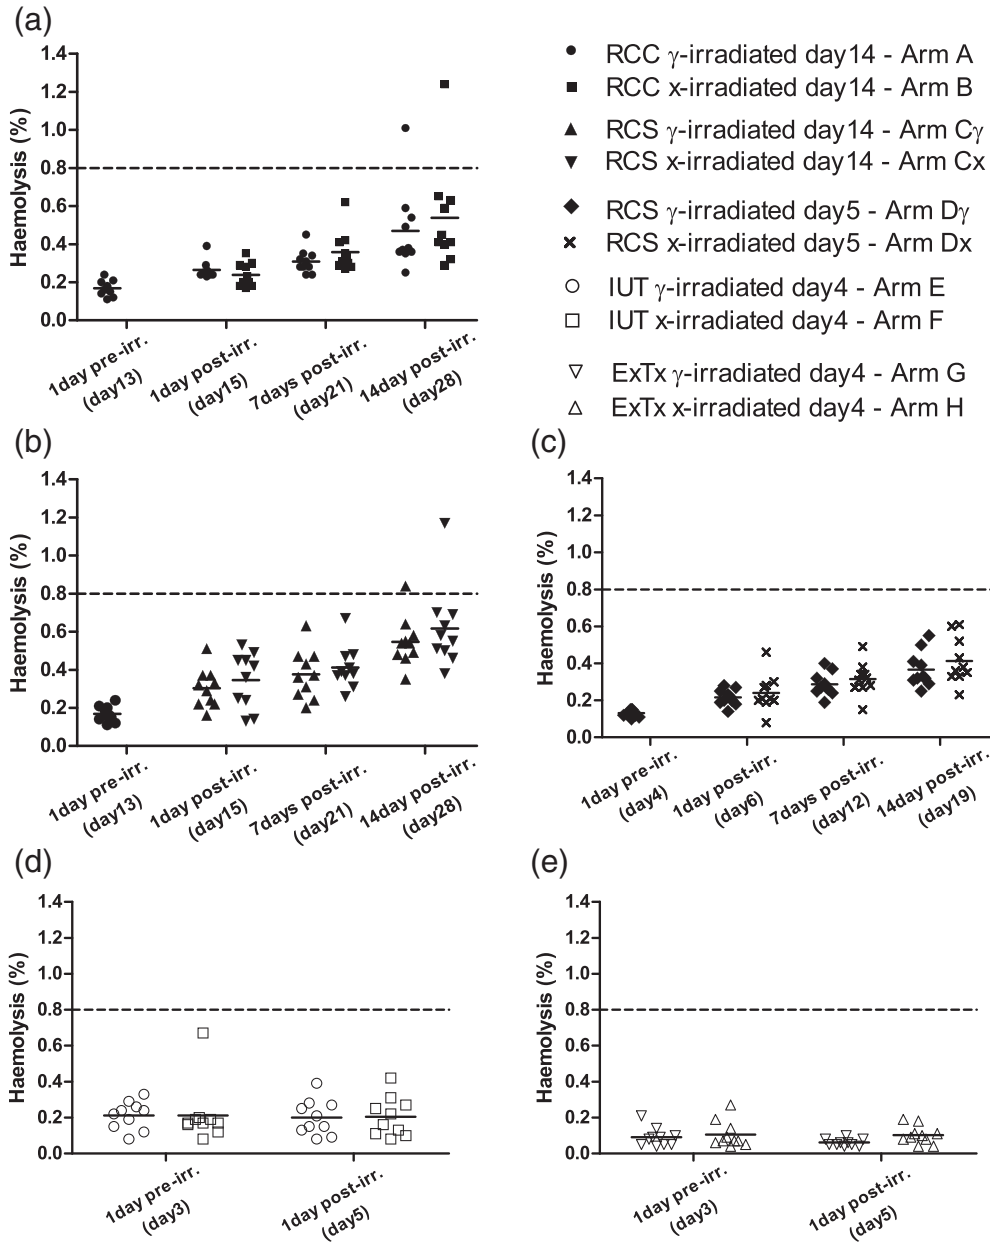 (a)
1.4
1.2
1.0
0.8
0.6
0.4
0.2
0.0
Haemolysis (%)
1day pre-irr.
(day13)
1day post-irr.
(day15)
7days post-irr.
(day21)
14day post-irr.
(day28)
RCC γ-irradiated day14 - Arm A
RCC x-irradiated day14 - Arm B
RCS γ-irradiated day14 - Arm Cγ
RCS x-irradiated day14 - Arm Cx
RCS γ-irradiated day5 - Arm Dγ
RCS x-irradiated day5 - Arm Dx
IUT γ-irradiated day4 - Arm E
IUT x-irradiated day4 - Arm F
ExTx γ-irradiated day4 - Arm G
ExTx x-irradiated day4 - Arm H
(b)
1.4
1.2
1.0
0.8
0.6
0.4
0.2
0.0
Haemolysis (%)
1day pre-irr.
(day13)
1day post-irr.
(day15)
7days post-irr.
(day21)
14day post-irr.
(day28)
(c)
1.4
1.2
1.0
0.8
0.6
0.4
0.2
0.0
Haemolysis (%)
1day pre-irr.
(day4)
1day post-irr.
(day6)
7days post-irr.
(day12)
14day post-irr.
(day19)
(d)
1.4
1.2
1.0
0.8
0.6
0.4
0.2
0.0
Haemolysis (%)
1day pre-irr.
(day3)
1day post-irr.
(day5)
(e)
1.4
1.2
1.0
0.8
0.6
0.4
0.2
0.0
Haemolysis (%)
1day pre-irr.
(day3)
1day post-irr.
(day5)